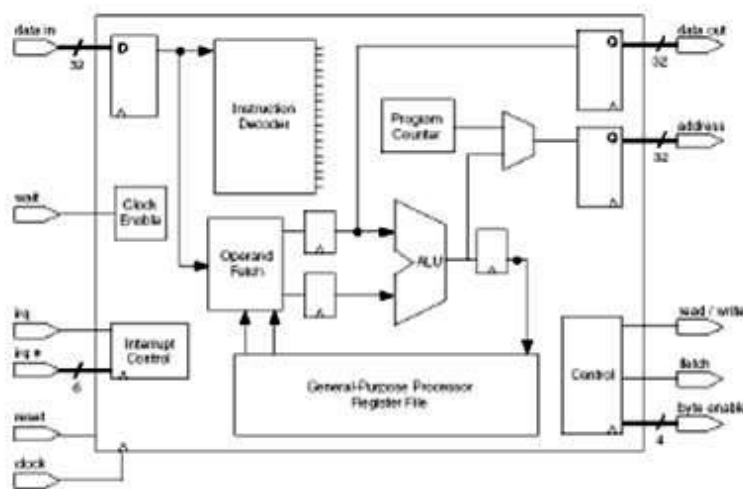 data in
32
D
Instruction
Decoder
Program
Counter
Q
data out
32
Q
address
32
wait
Clock
Enable
Operand
Fetch
ALU
irq
irq #
6
Interrupt
Control
General-Purpose Processor
Register File
Control
read / write
fetch
byte enable
4
reset
clock